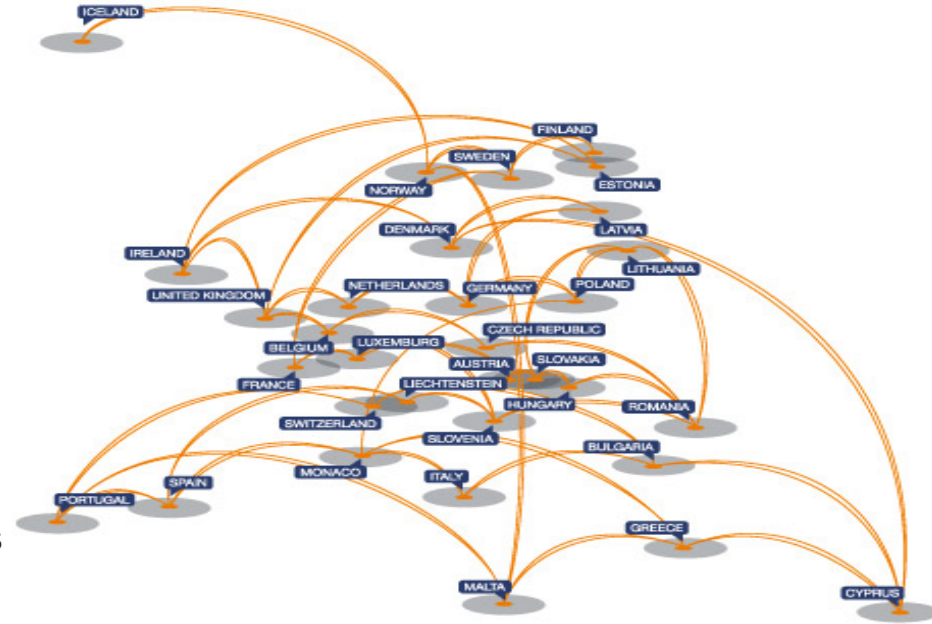 ICELAND
FINLAND
SWEDEN
ESTONIA
NORWAY
DENMARK
LATVIA
IRELAND
LITHUANIA
NETHERLANDS
GERMANY
POLAND
UNITED KINGDOM
CZECH REPUBLIC
BELGIUM
LUXEMBURG
AUSTRIA
SLOVAKIA
FRANCE
LIECHTENSTEIN
HUNGARY
ROMANIA
SWITZERLAND
SLOVENIA
BULGARIA
MONACO
ITALY
SPAIN
PORTUGAL
GREECE
s
MALTA
CYPRUS